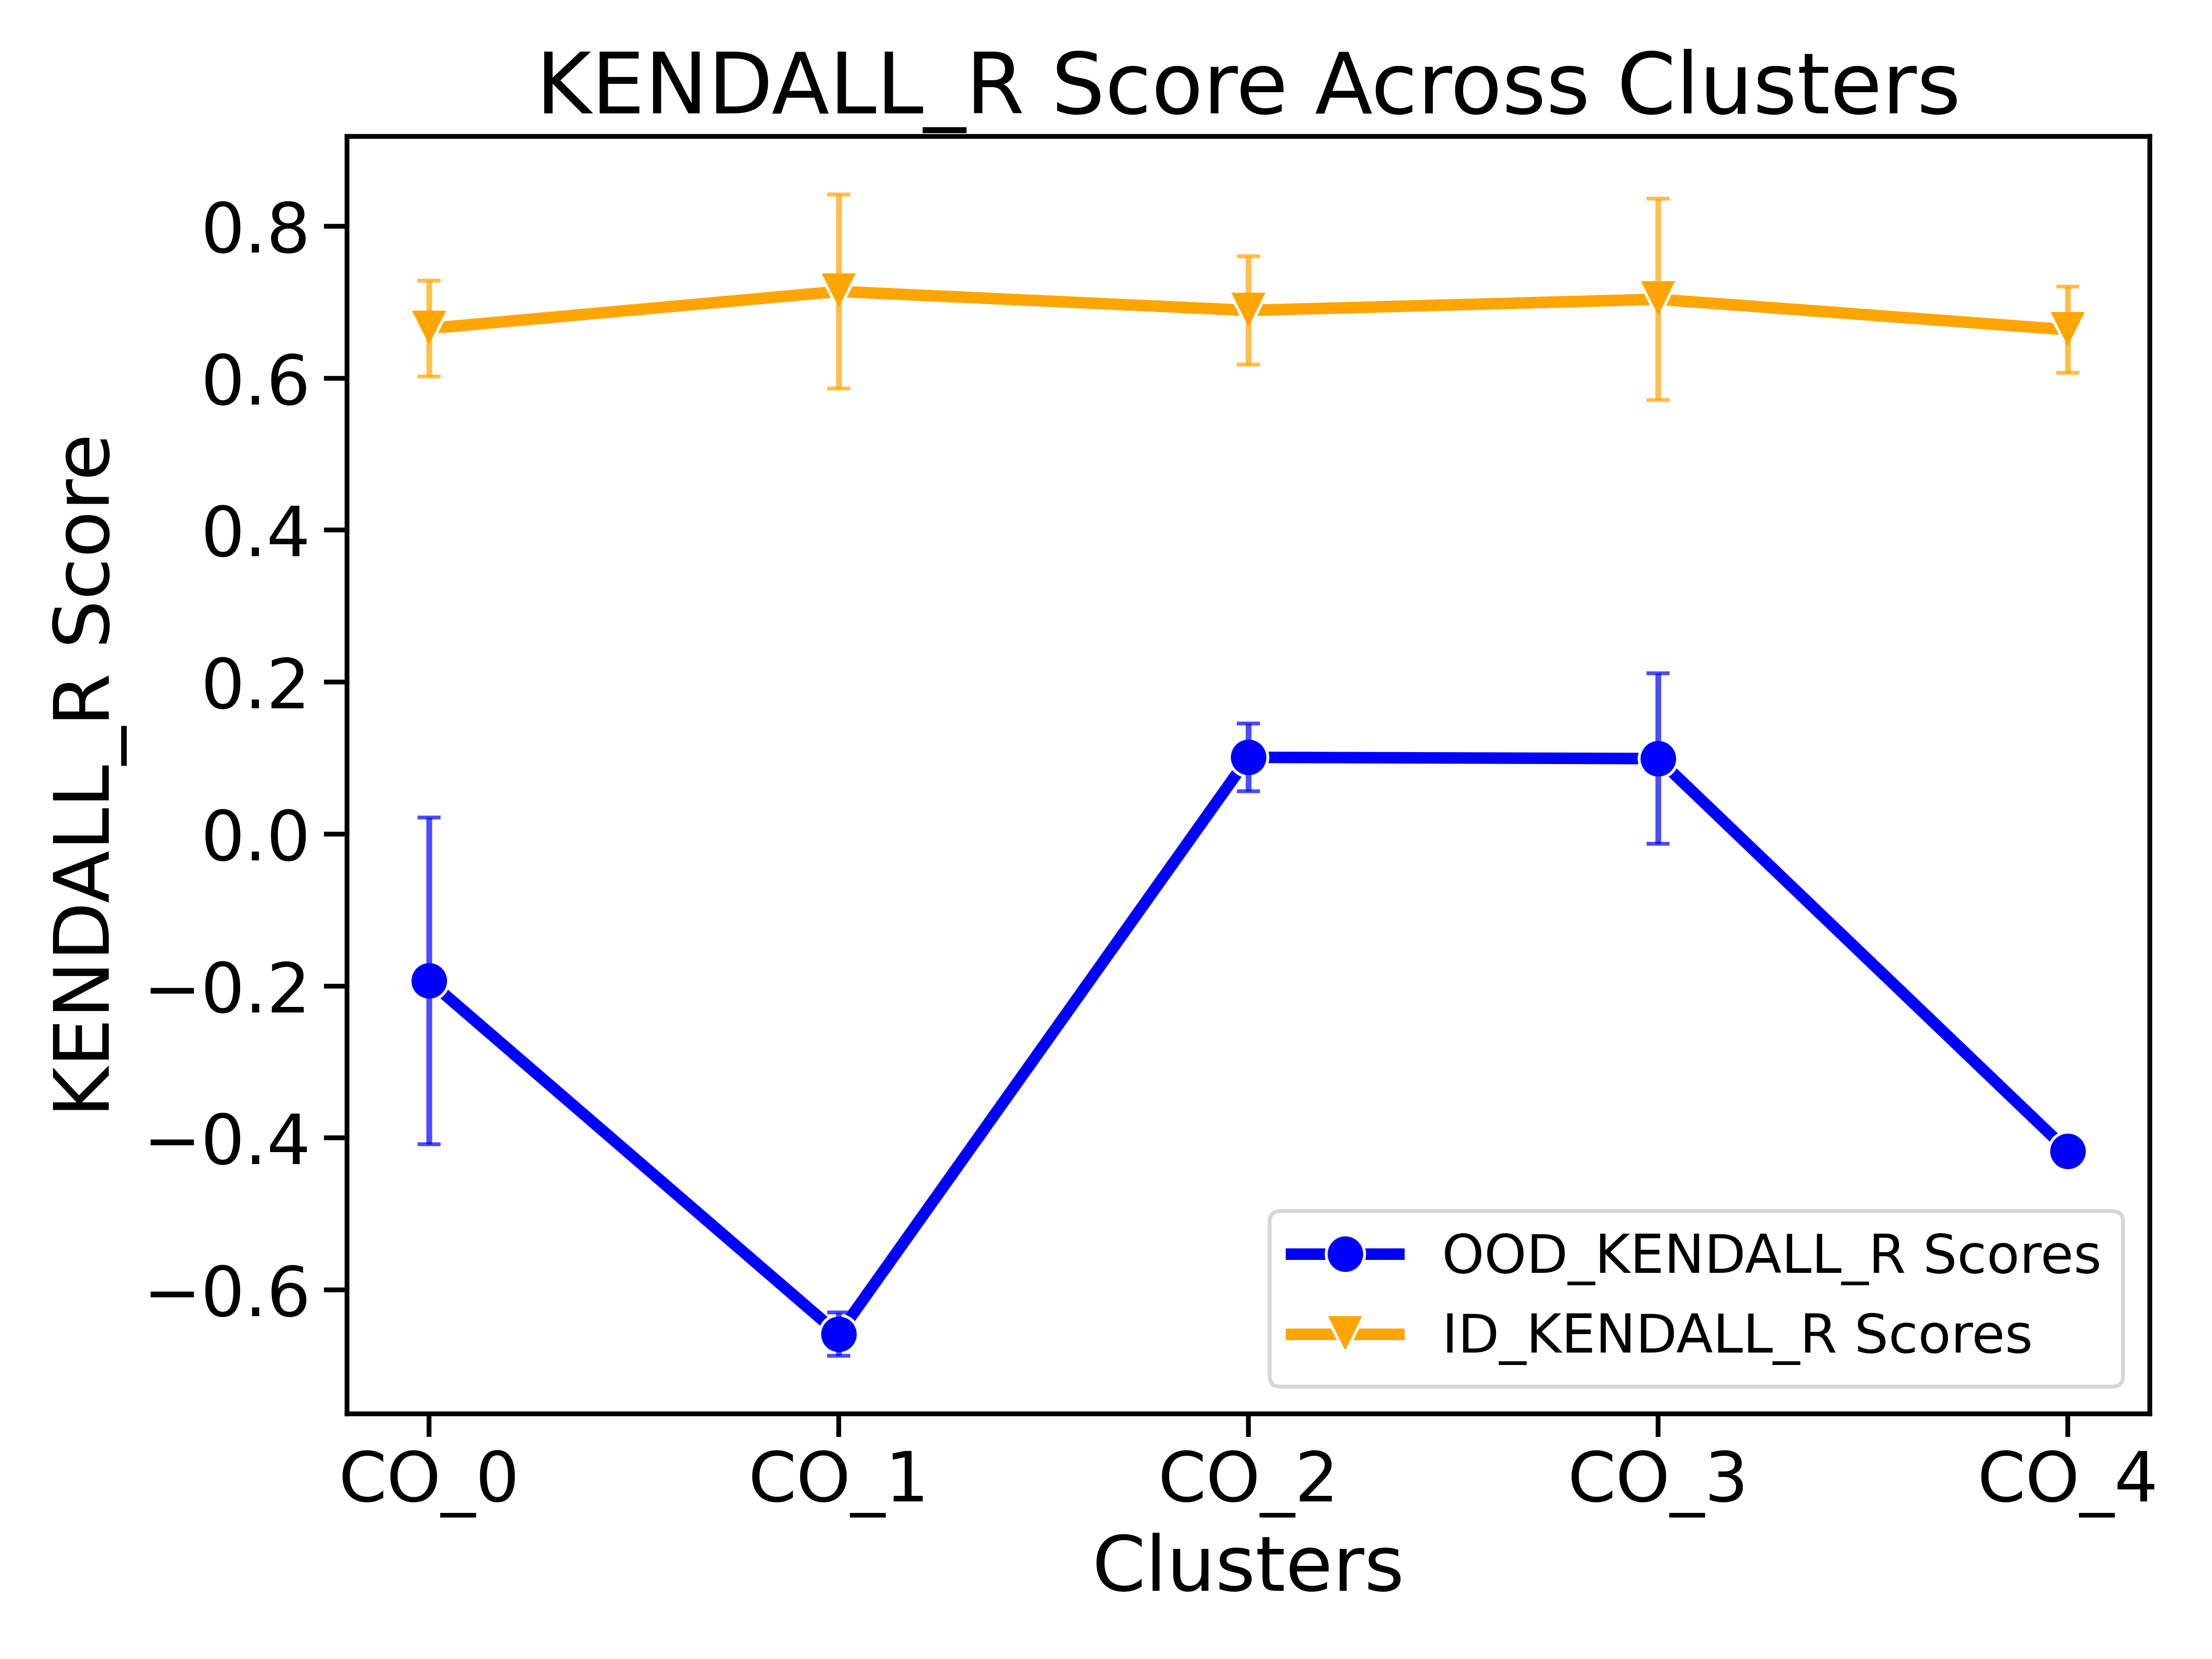 KENDALL_R Score Across Clusters
KENDALL_R Score
0.8
0.6
0.4
0.2
0.0
−0.2
−0.4
−0.6
OOD_KENDALL_R Scores
ID_KENDALL_R Scores
CO_0 CO_1 CO_2 CO_3 CO_4
Clusters